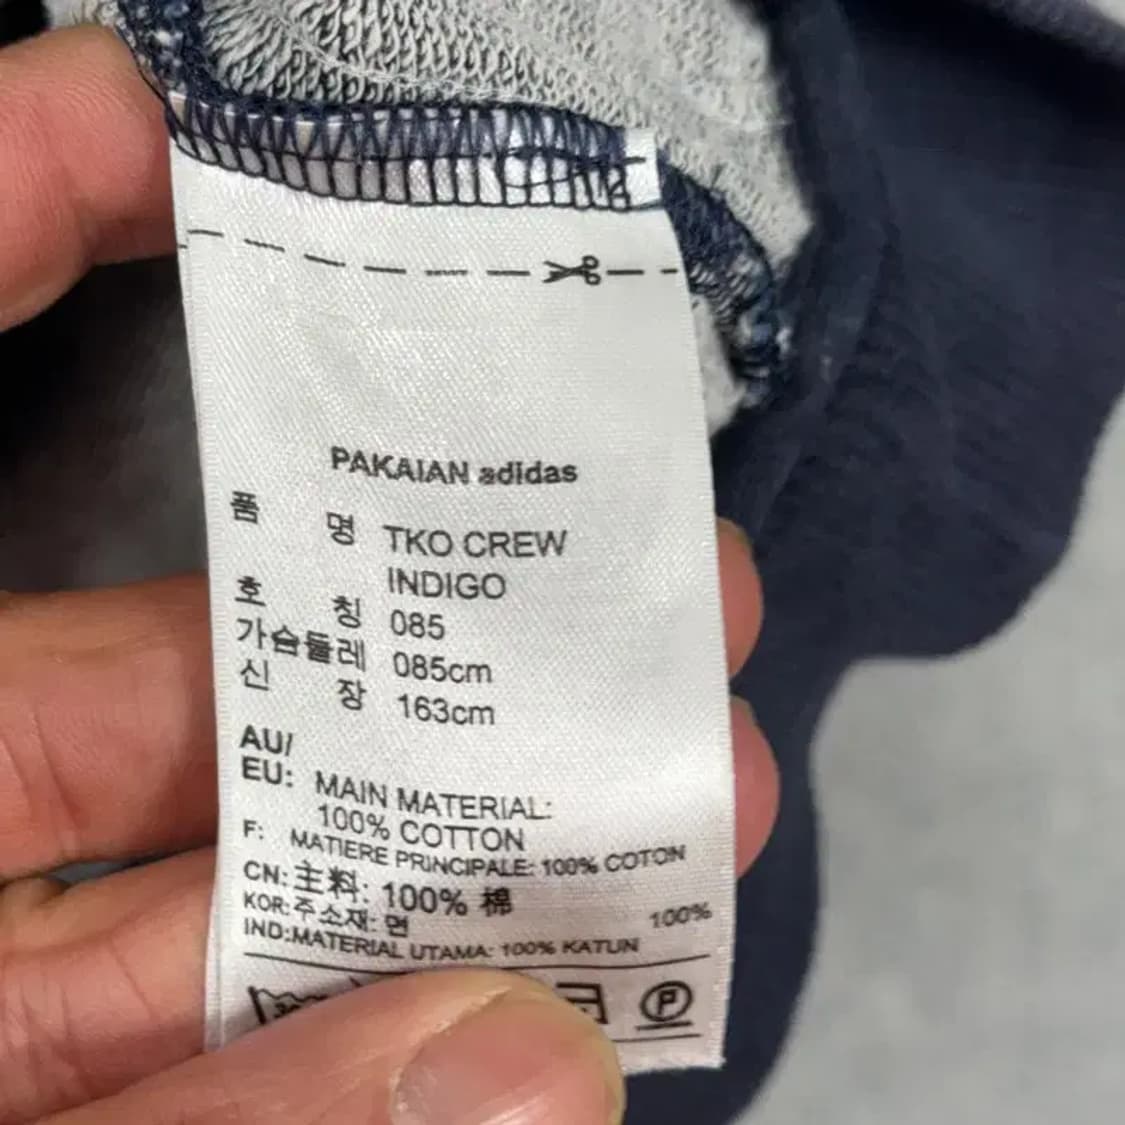 PAKAIAN adidas
품 명 TKO CREW
INDIGO
호 칭 085
가슴둘레 085cm
신 장 163cm
AU/
EU: MAIN MATERIAL:
100% COTTON
F: MATIERE PRINCIPALE: 100% COTON
CN:主料: 100% 棉
KOR:주소재: 면 100%
IND:MATERIAL UTAMA: 100% KATUN
P